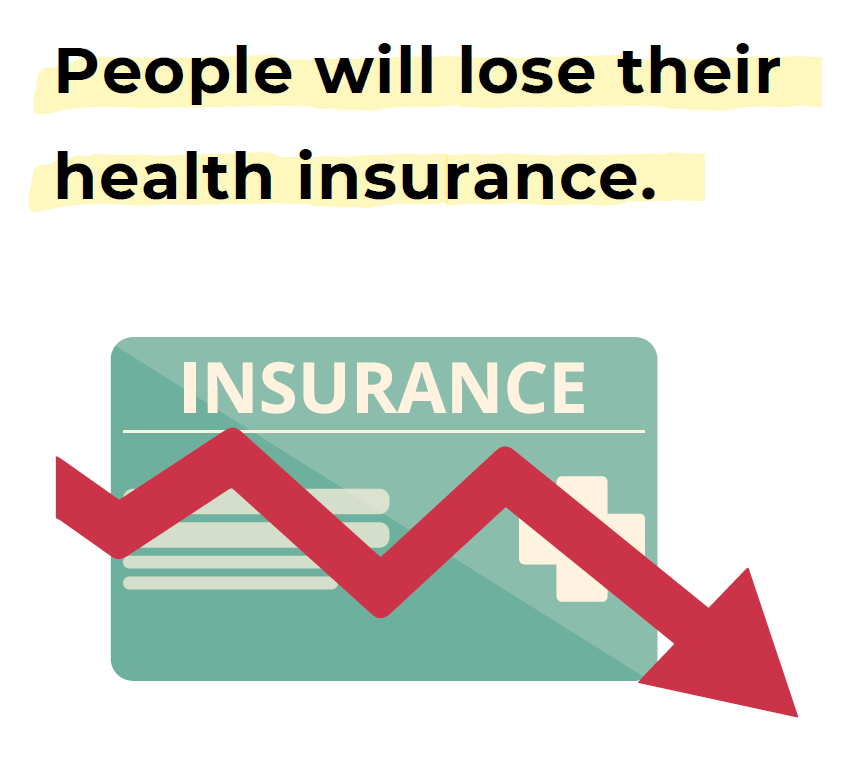 People will lose their
health insurance.
INSURANCE